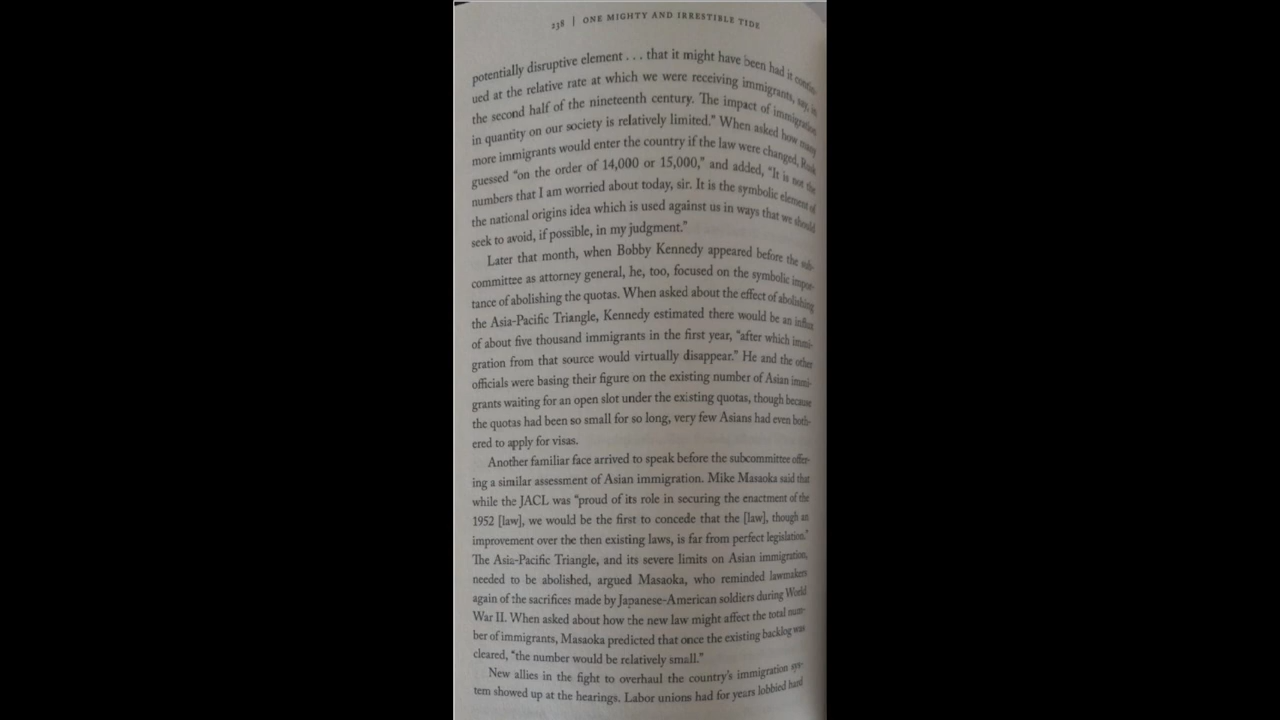 238 | ONE MIGHTY AND IRRESTIBLE TIDE
potentially disruptive element . . . that it might have been had it contin-
ued at the relative rate at which we were receiving immigrants, say, in
the second half of the nineteenth century. The impact of immigration
in quantity on our society is relatively limited.” When asked how many
more immigrants would enter the country if the law were changed, Rusk
guessed “on the order of 14,000 or 15,000,” and added, “It is not the
numbers that I am worried about today, sir. It is the symbolic element of
the national origins idea which is used against us in ways that we should
seek to avoid, if possible, in my judgment.”
Later that month, when Bobby Kennedy appeared before the sub-
committee as attorney general, he, too, focused on the symbolic impor-
tance of abolishing the quotas. When asked about the effect of abolishing
the Asia-Pacific Triangle, Kennedy estimated there would be an influx
of about five thousand immigrants in the first year, “after which immi-
gration from that source would virtually disappear.” He and the other
officials were basing their figure on the existing number of Asian immi-
grants waiting for an open slot under the existing quotas, though because
the quotas had been so small for so long, very few Asians had even both-
ered to apply for visas.
Another familiar face arrived to speak before the subcommittee offer-
ing a similar assessment of Asian immigration. Mike Masaoka said that
while the JACL was “proud of its role in securing the enactment of the
1952 [law], we would be the first to concede that the [law], though an
improvement over the then existing laws, is far from perfect legislation.”
The Asia-Pacific Triangle, and its severe limits on Asian immigration,
needed to be abolished, argued Masaoka, who reminded lawmakers
again of the sacrifices made by Japanese-American soldiers during World
War II. When asked about how the new law might affect the total num-
ber of immigrants, Masaoka predicted that once the existing backlog was
cleared, “the number would be relatively small.”
New allies in the fight to overhaul the country’s immigration sys-
tem showed up at the hearings. Labor unions had for years lobbied hard